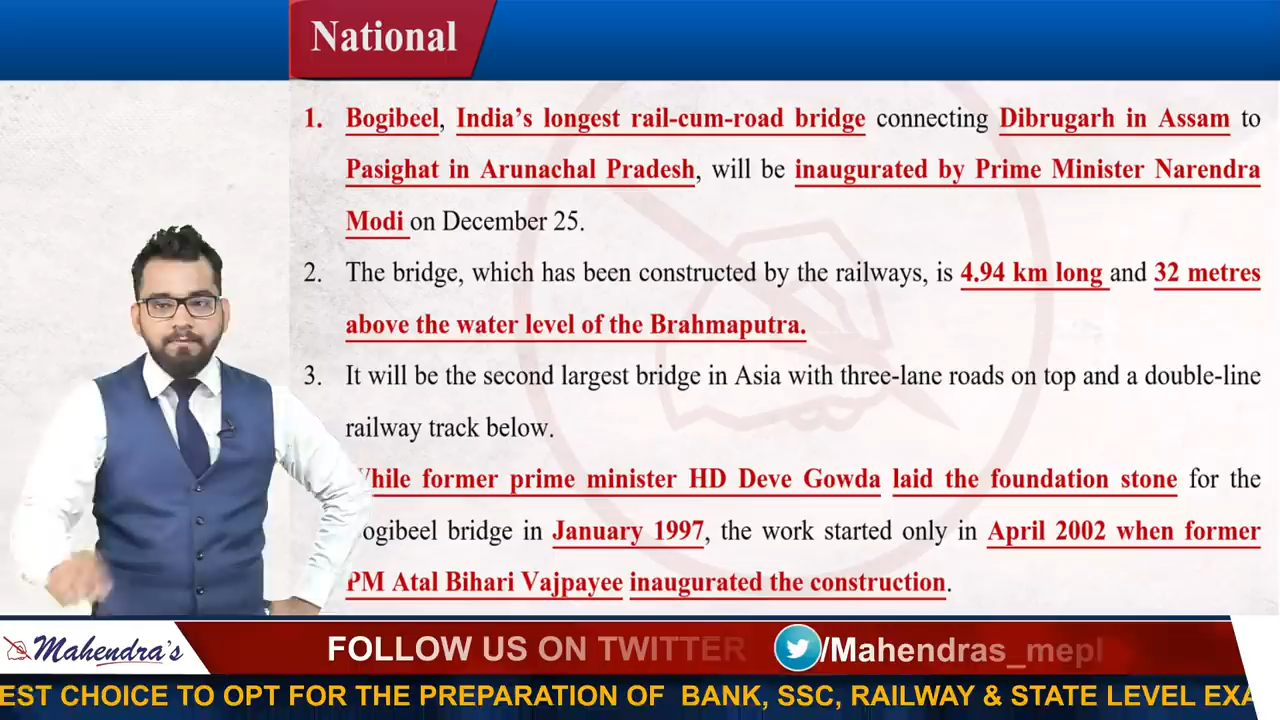 National
1. Bogibeel, India's longest rail-cum-road bridge connecting Dibrugarh in Assam to
Pasighat in Arunachal Pradesh, will be inaugurated by Prime Minister Narendra
Modi on December 25.
2. The bridge, which has been constructed by the railways, is 4.94 km long and 32 metres
above the water level of the Brahmaputra.
3. It will be the second largest bridge in Asia with three-lane roads on top and a double-line
railway track below.
hile former prime minister HD Deve Gowda laid the foundation stone for the
ogibeel bridge in January 1997, the work started only in April 2002 when former
PM Atal Bihari Vajpayee inaugurated the construction.
Mahendra's
FOLLOW US ON TWITTER /Mahendras_mepl
EST CHOICE TO OPT FOR THE PREPARATION OF BANK, SSC, RAILWAY & STATE LEVEL EXA